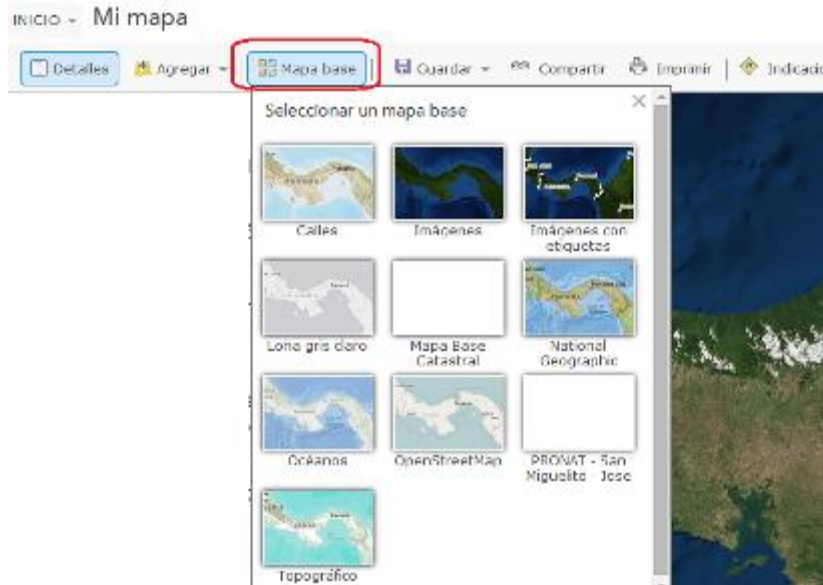 INICIO Mi mapa
Detalles Agregar Mapa base Guardar Compartir Imprimir Indicacio
Seleccionar un mapa base
Calles Imágenes Imágenes con
etiquetas
Lona gris claro Mapa Base National
Catastral Geographic
Océanos OpenStreetMap PRONAT - San
Miguelito - Jose
Topográfico